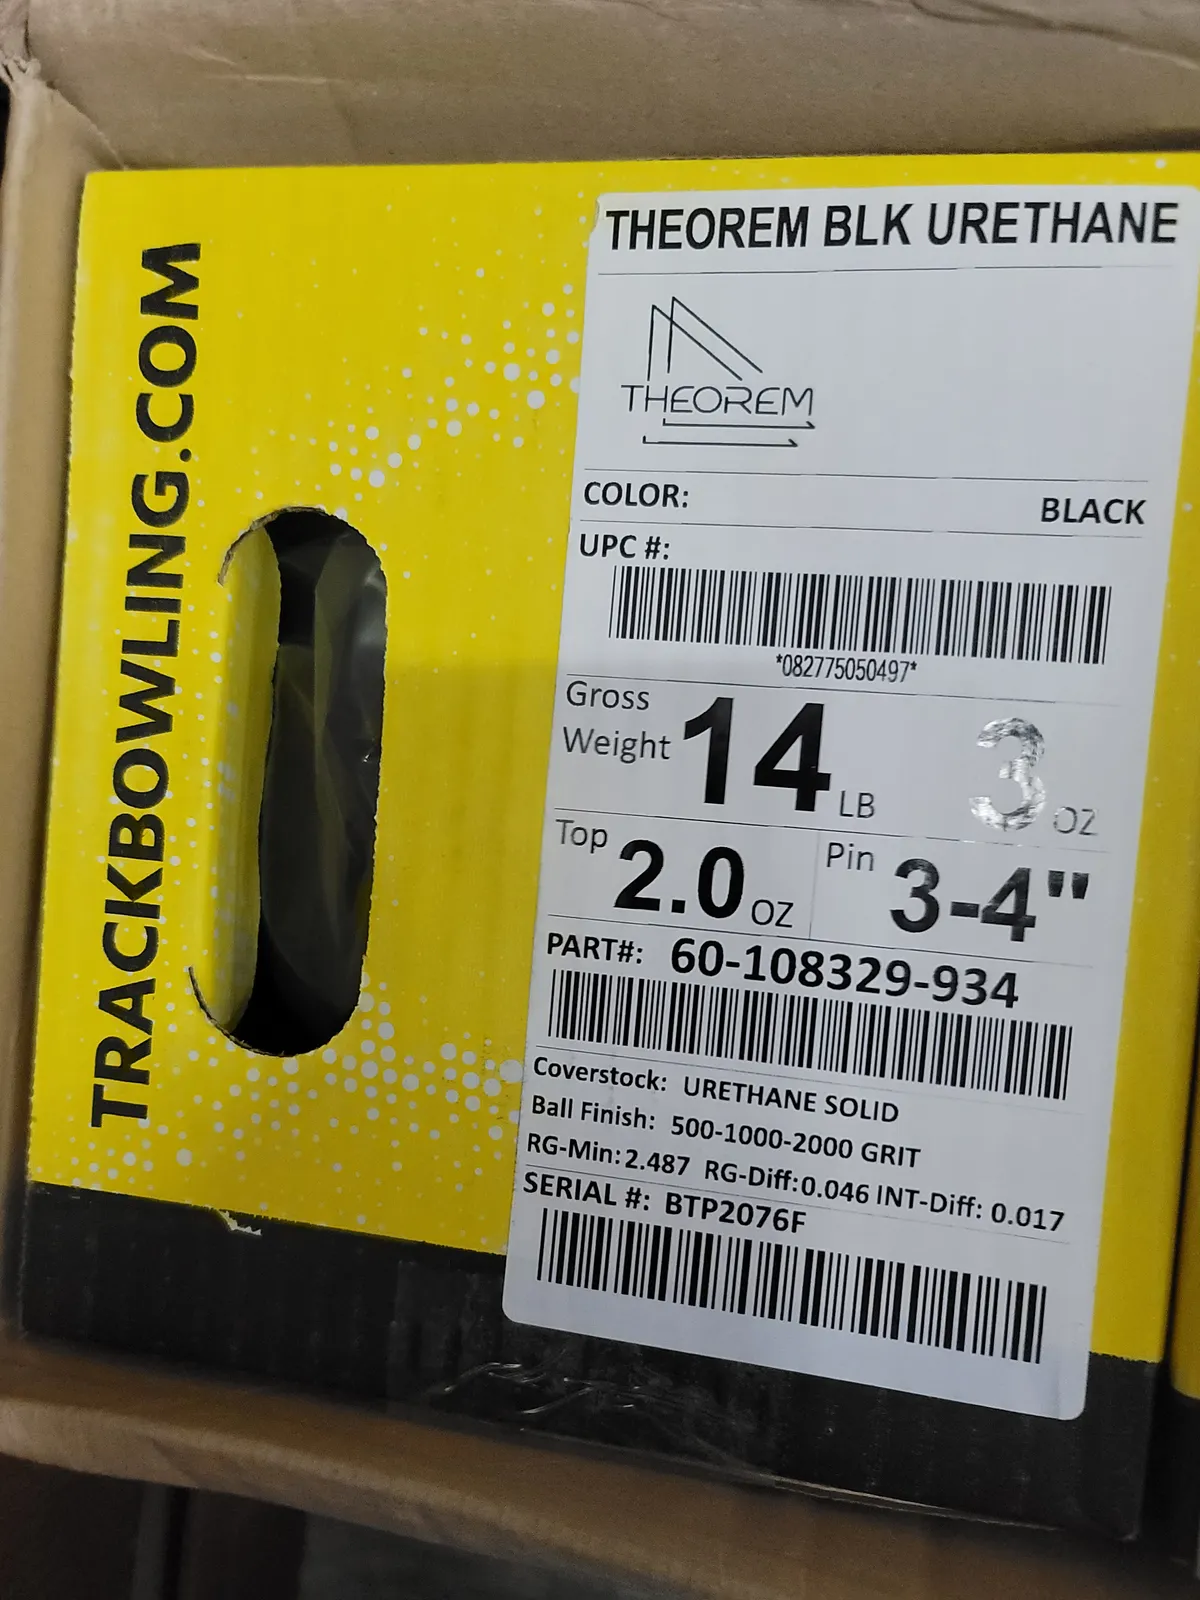 TRACKBOWLING.COM
THEOREM BLK URETHANE
THEOREM
COLOR: BLACK
UPC #:
*082775050497*
Gross Weight 14 LB 3 OZ
Top 2.0 OZ Pin 3-4"
PART#: 60-108329-934
Coverstock: URETHANE SOLID
Ball Finish: 500-1000-2000 GRIT
RG-Min: 2.487 RG-Diff: 0.046 INT-Diff: 0.017
SERIAL #: BTP2076F